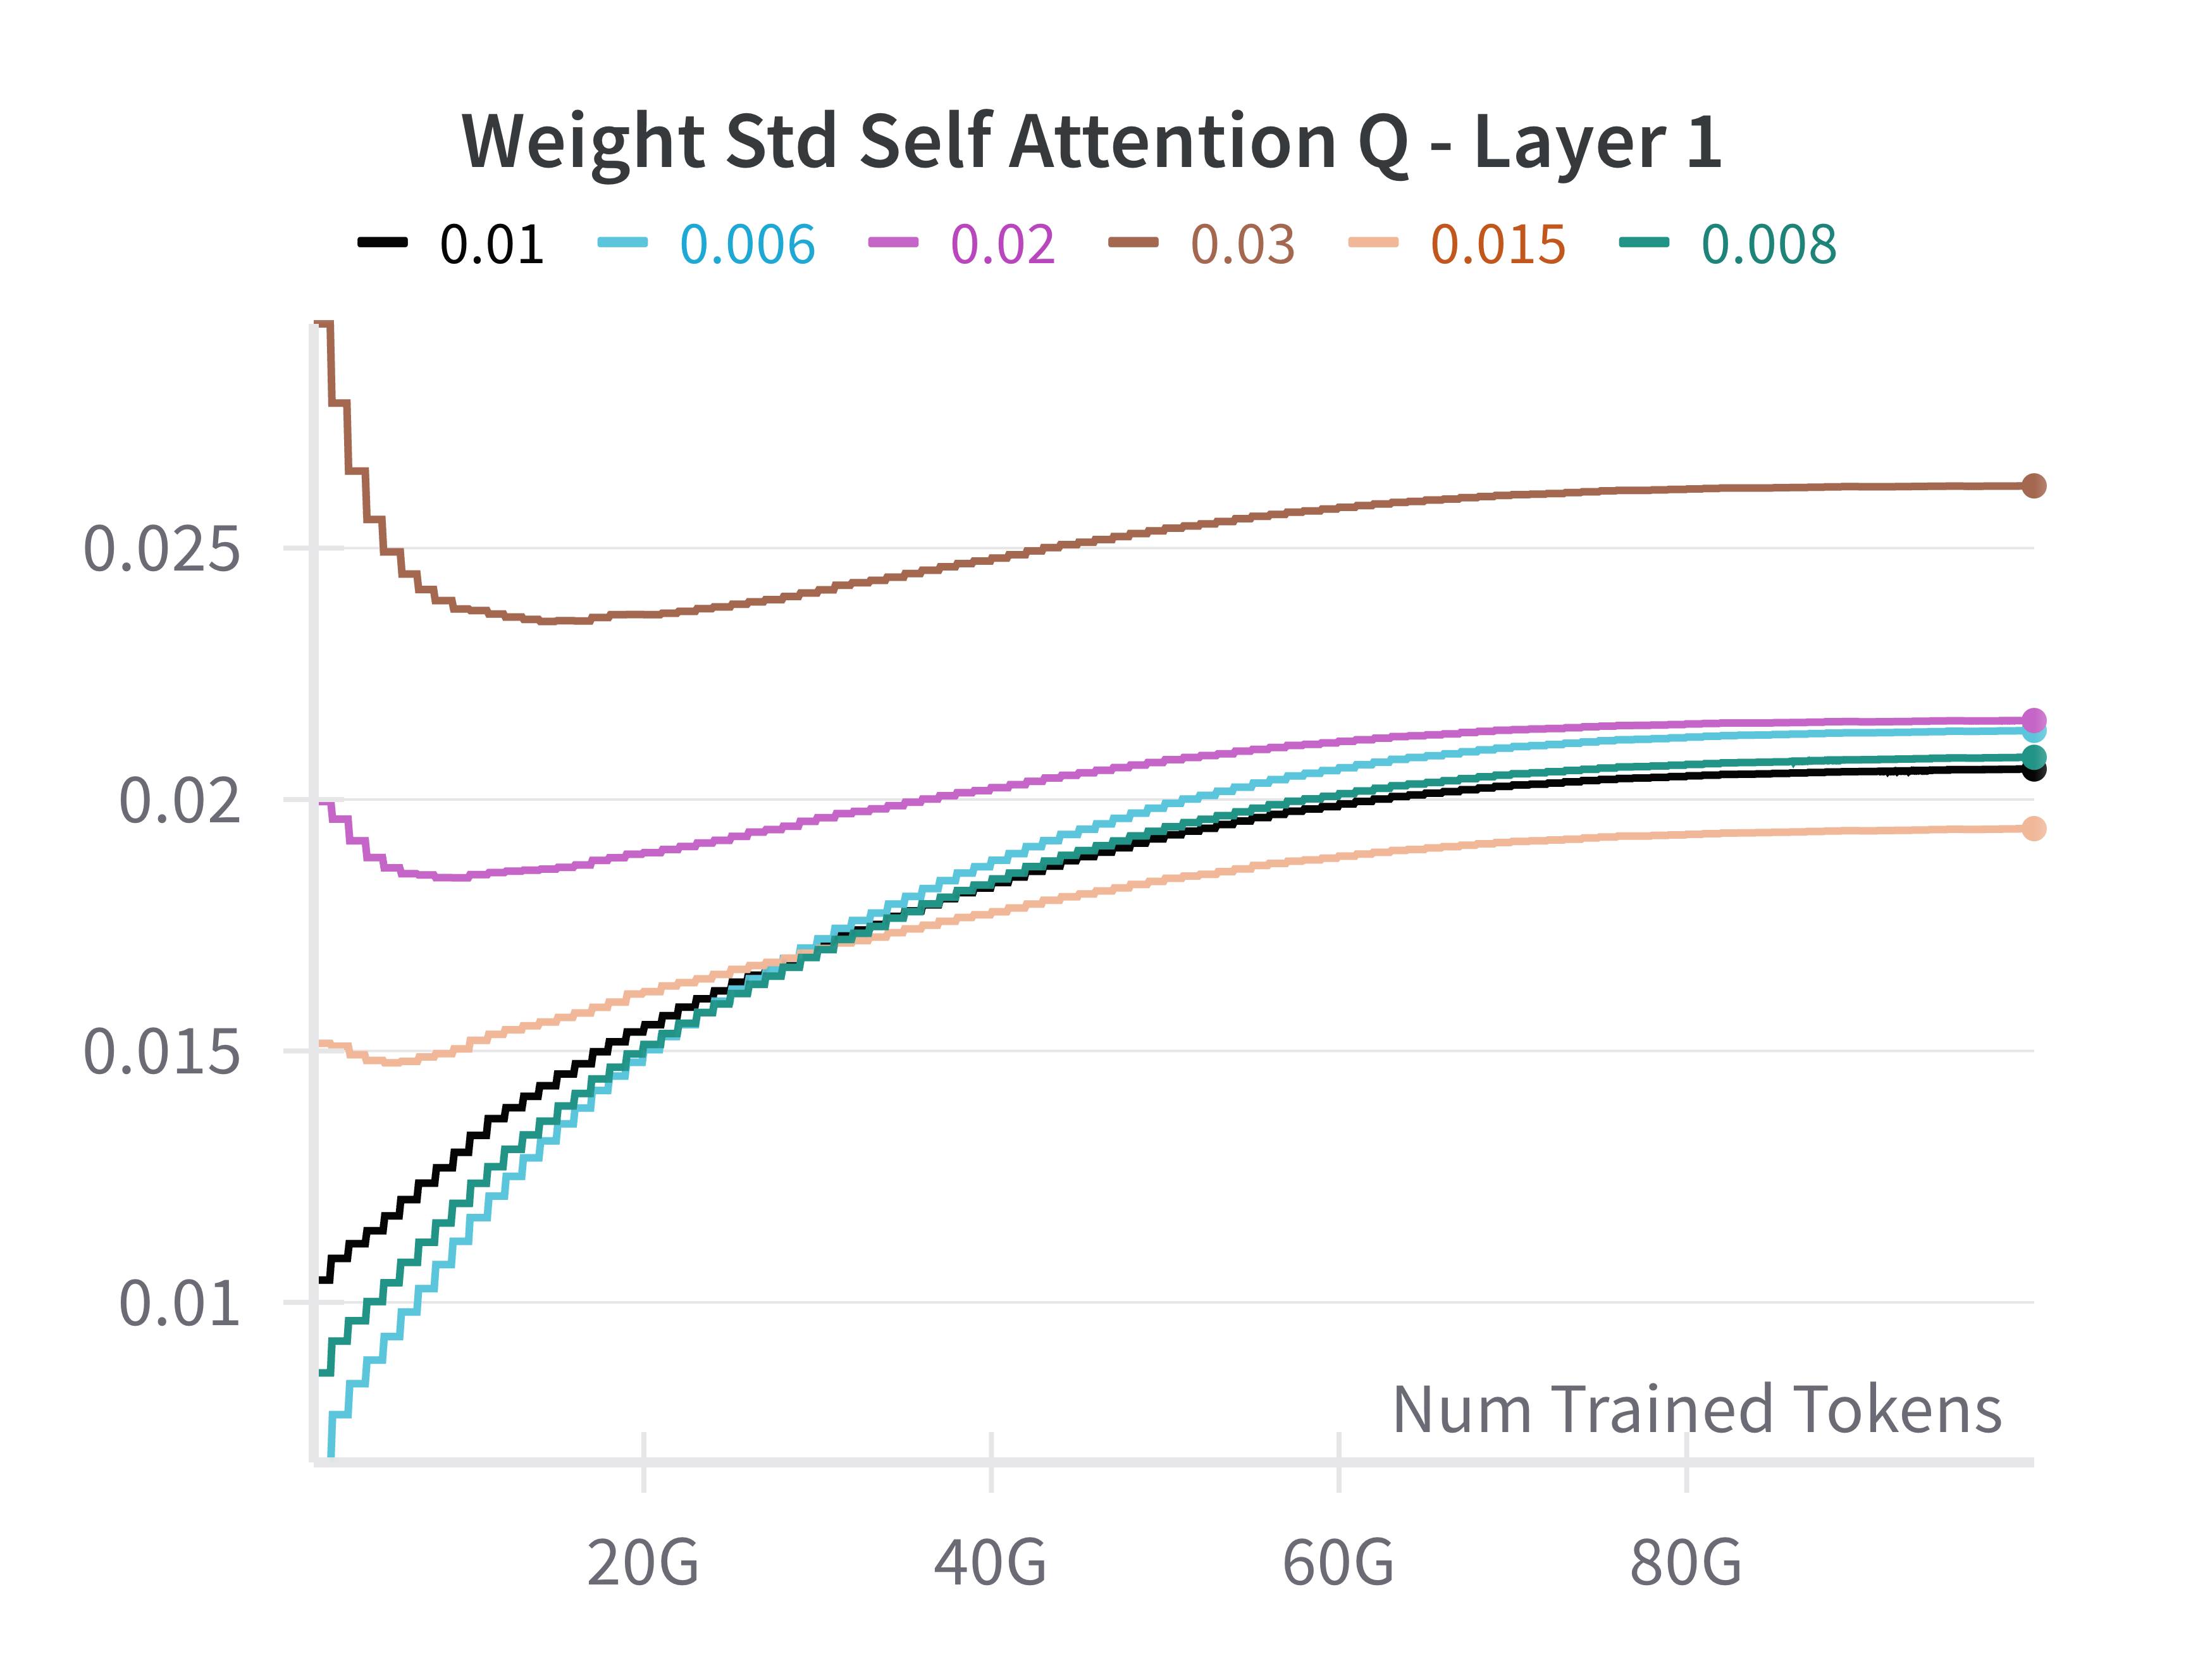 Weight Std Self Attention Q - Layer 1
0.01 0.006 0.02 0.03 0.015 0.008
0.025
0.02
0.015
0.01
Num Trained Tokens
20G 40G 60G 80G